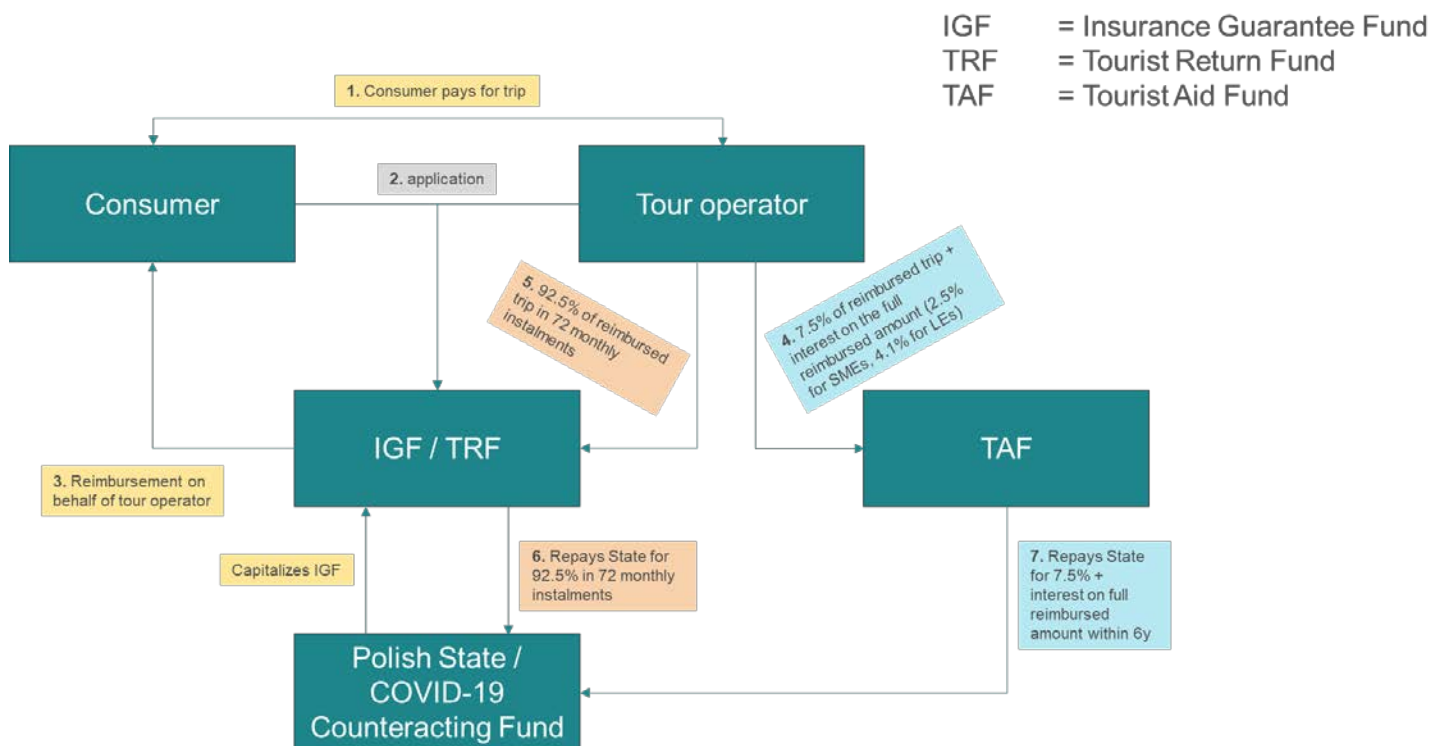 IGF = Insurance Guarantee Fund
TRF = Tourist Return Fund
TAF = Tourist Aid Fund
1. Consumer pays for trip
Consumer
2. application
Tour operator
5. 92.5% of reimbursed
trip in 72 monthly
instalments
4. 7.5% of reimbursed trip +
interest on the full
reimbursed amount (2.5%
for SMEs, 4.1% for LEs)
IGF / TRF
TAF
3. Reimbursement on
behalf of tour operator
Capitalizes IGF
6. Repays State for
92.5% in 72 monthly
instalments
7. Repays State
for 7.5% +
interest on full
reimbursed
amount within 6y
Polish State /
COVID-19
Counteracting Fund